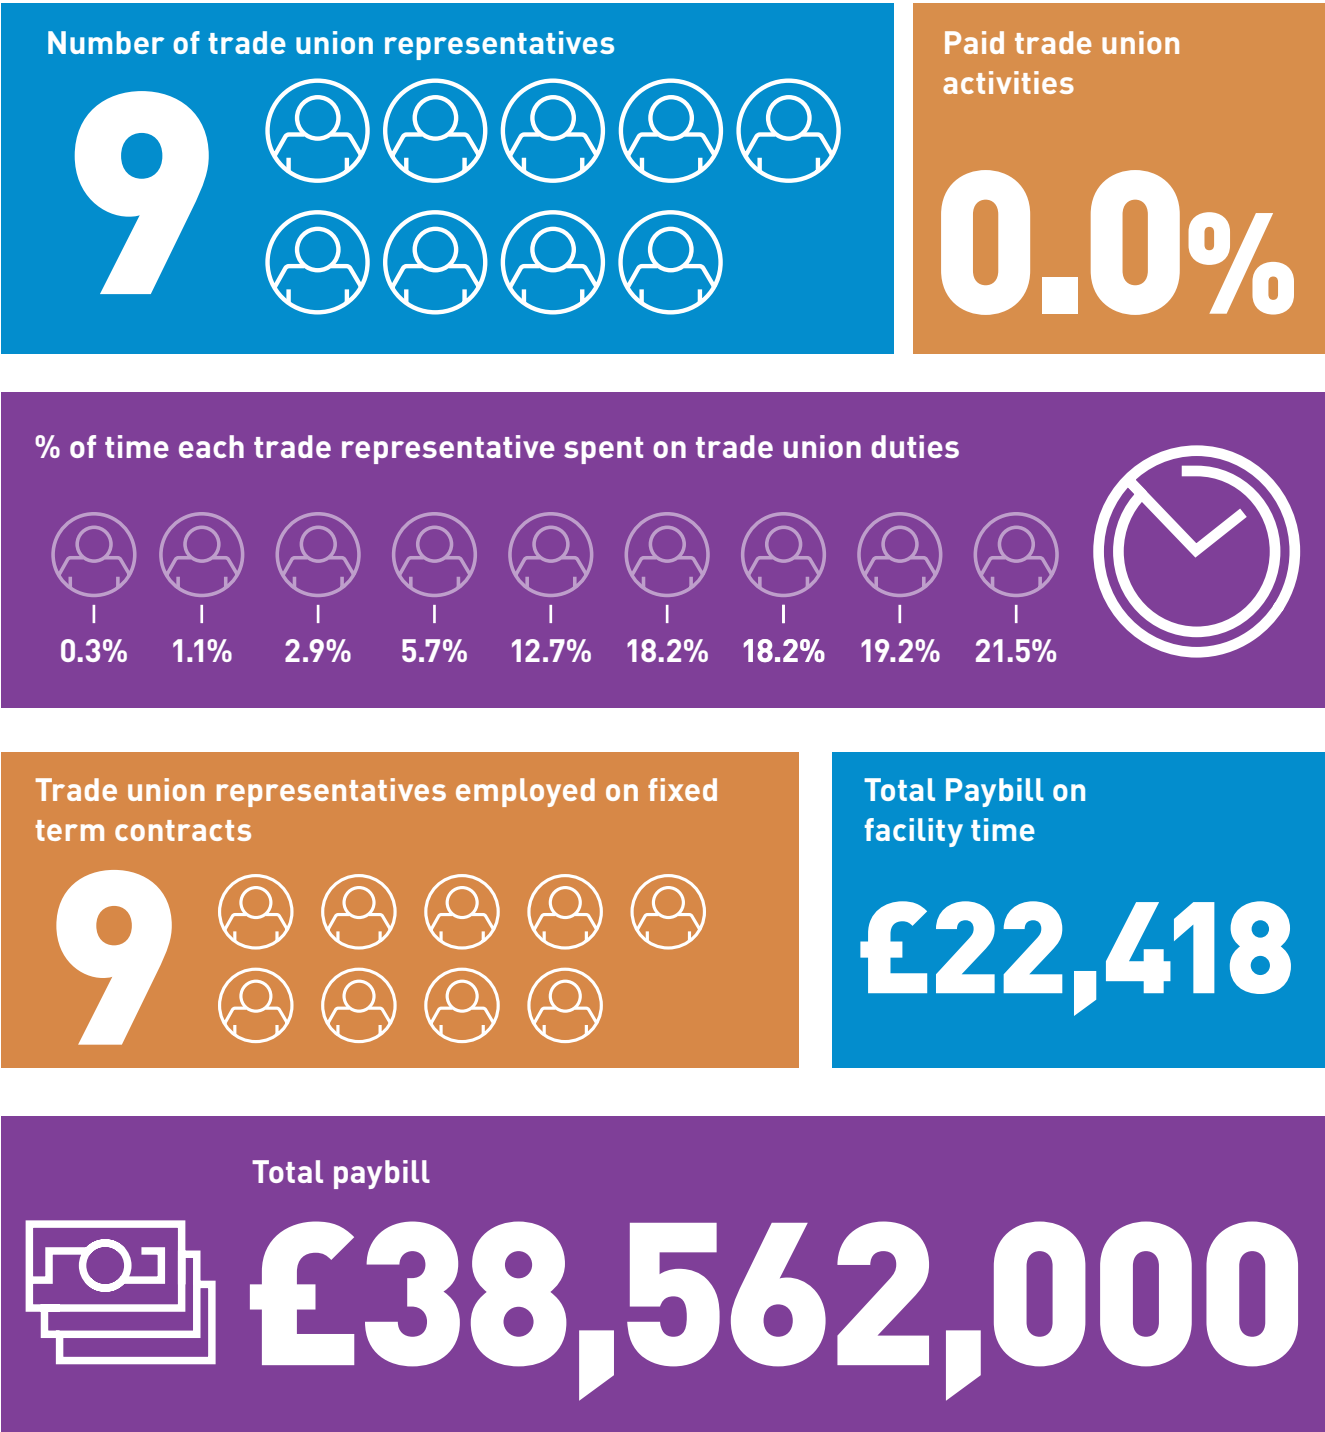 Number of trade union representatives
9
Paid trade union
activities
0.0%
% of time each trade representative spent on trade union duties
0.3% 1.1% 2.9% 5.7% 12.7% 18.2% 18.2% 19.2% 21.5%
Trade union representatives employed on fixed
term contracts
9
Total Paybill on
facility time
£22,418
Total paybill
£38,562,000